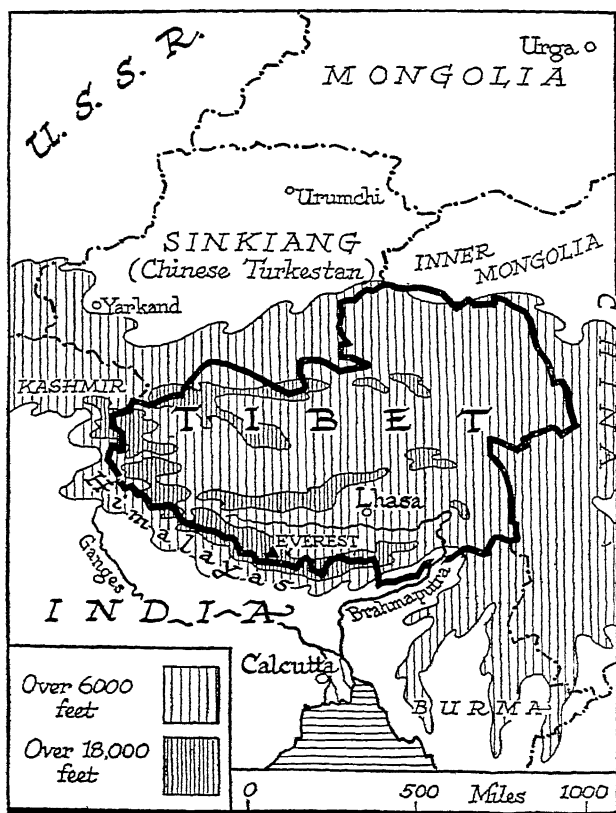 U. S. S. R.
Urga
MONGOLIA
Urumchi
SINKIANG
(Chinese Turkestan)
INNER
MONGOLIA
Yarkand
CHINA
KASHMIR
TIBET
Lhasa
Himalayas
EVEREST
Ganges
Brahmaputra
INDIA
Calcutta
BURMA
Over 6000
feet
Over 18,000
feet
0 500 Miles 1000